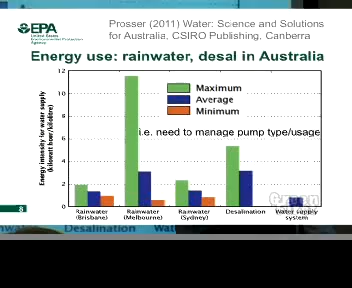 Prosser (2011) Water: Science and Solutions
for Australia, CSIRO Publishing, Canberra
EPA
United States
Environmental Protection
Agency
Energy use: rainwater, desal in Australia
Energy intensity for water supply
(kilowatt hour/kilolitre)
12
10
8
6
4
2
0
Maximum
Average
Minimum
i.e. need to manage pump type/usage
Rainwater
(Brisbane)
Rainwater
(Melbourne)
Rainwater
(Sydney)
Desalination
Water supply
system
8
Desalination
Wat